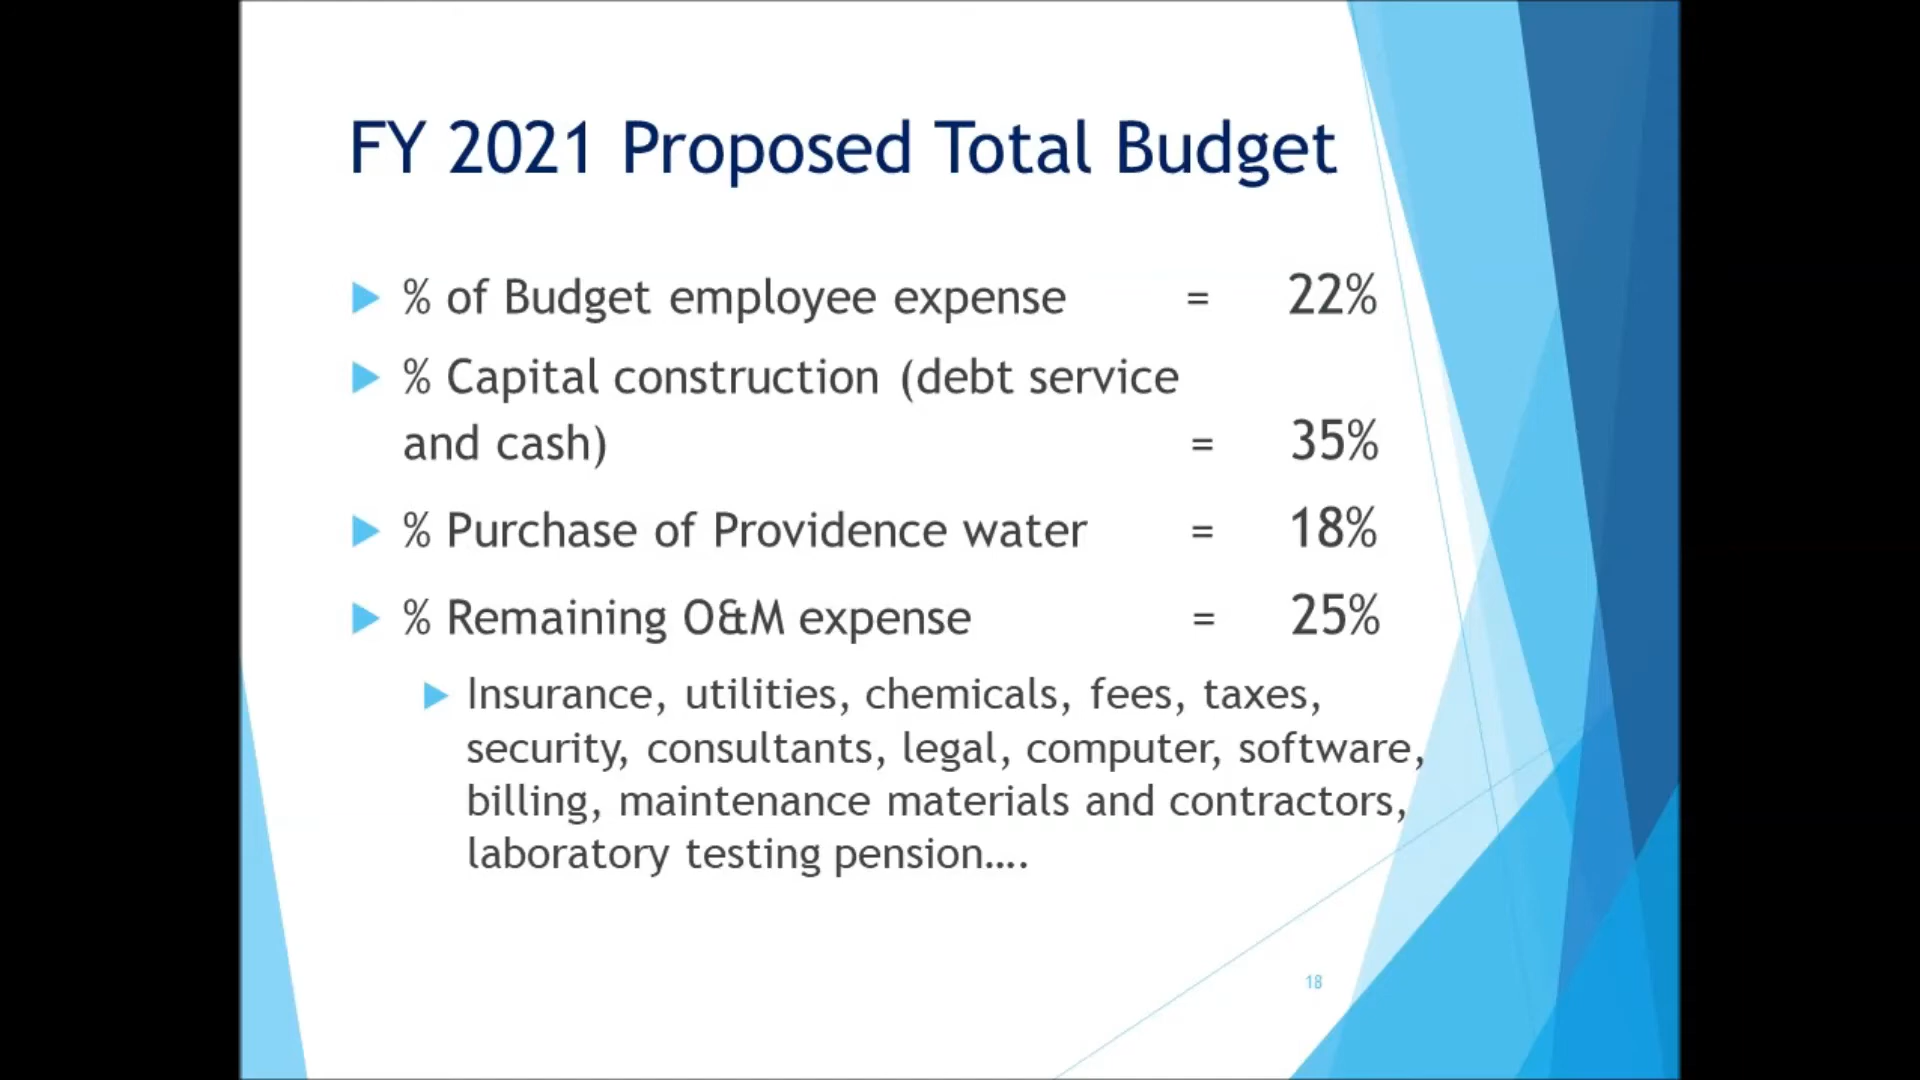 FY 2021 Proposed Total Budget
% of Budget employee expense = 22%
% Capital construction (debt service
and cash) = 35%
% Purchase of Providence water = 18%
% Remaining O&M expense = 25%
Insurance, utilities, chemicals, fees, taxes,
security, consultants, legal, computer, software,
billing, maintenance materials and contractors,
laboratory testing pension....
18